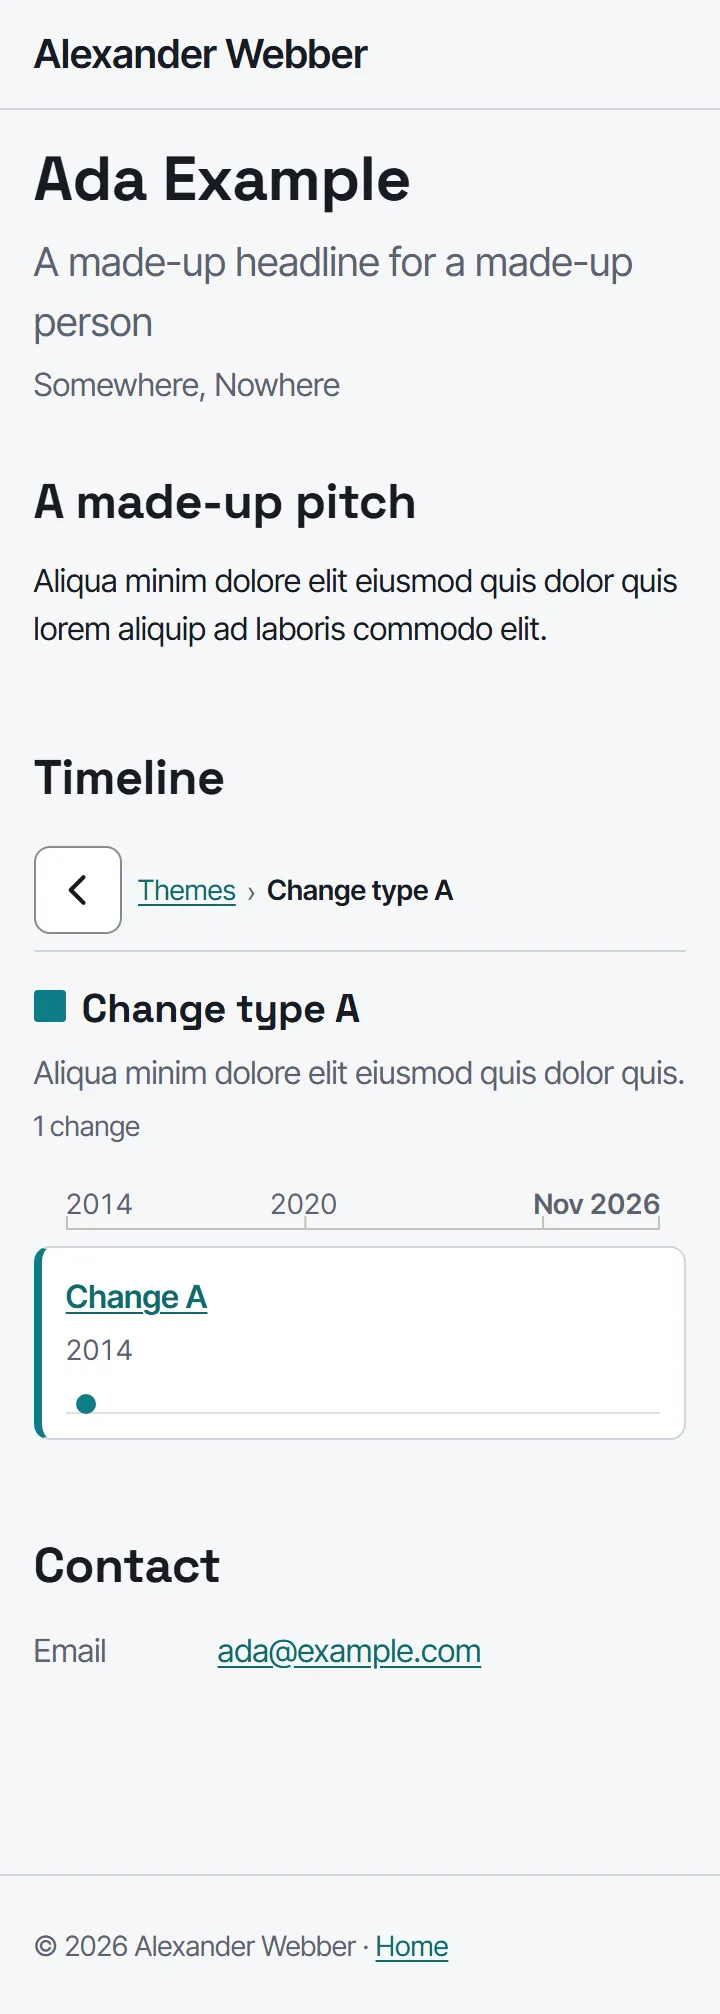 Alexander Webber
Ada Example
A made-up headline for a made-up
person
Somewhere, Nowhere
A made-up pitch
Aliqua minim dolore elit eiusmod quis dolor quis
lorem aliquip ad laboris commodo elit.
Timeline
Themes › Change type A
Change type A
Aliqua minim dolore elit eiusmod quis dolor quis.
1 change
2014 2020 Nov 2026
Change A
2014
Contact
Email ada@example.com
© 2026 Alexander Webber · Home